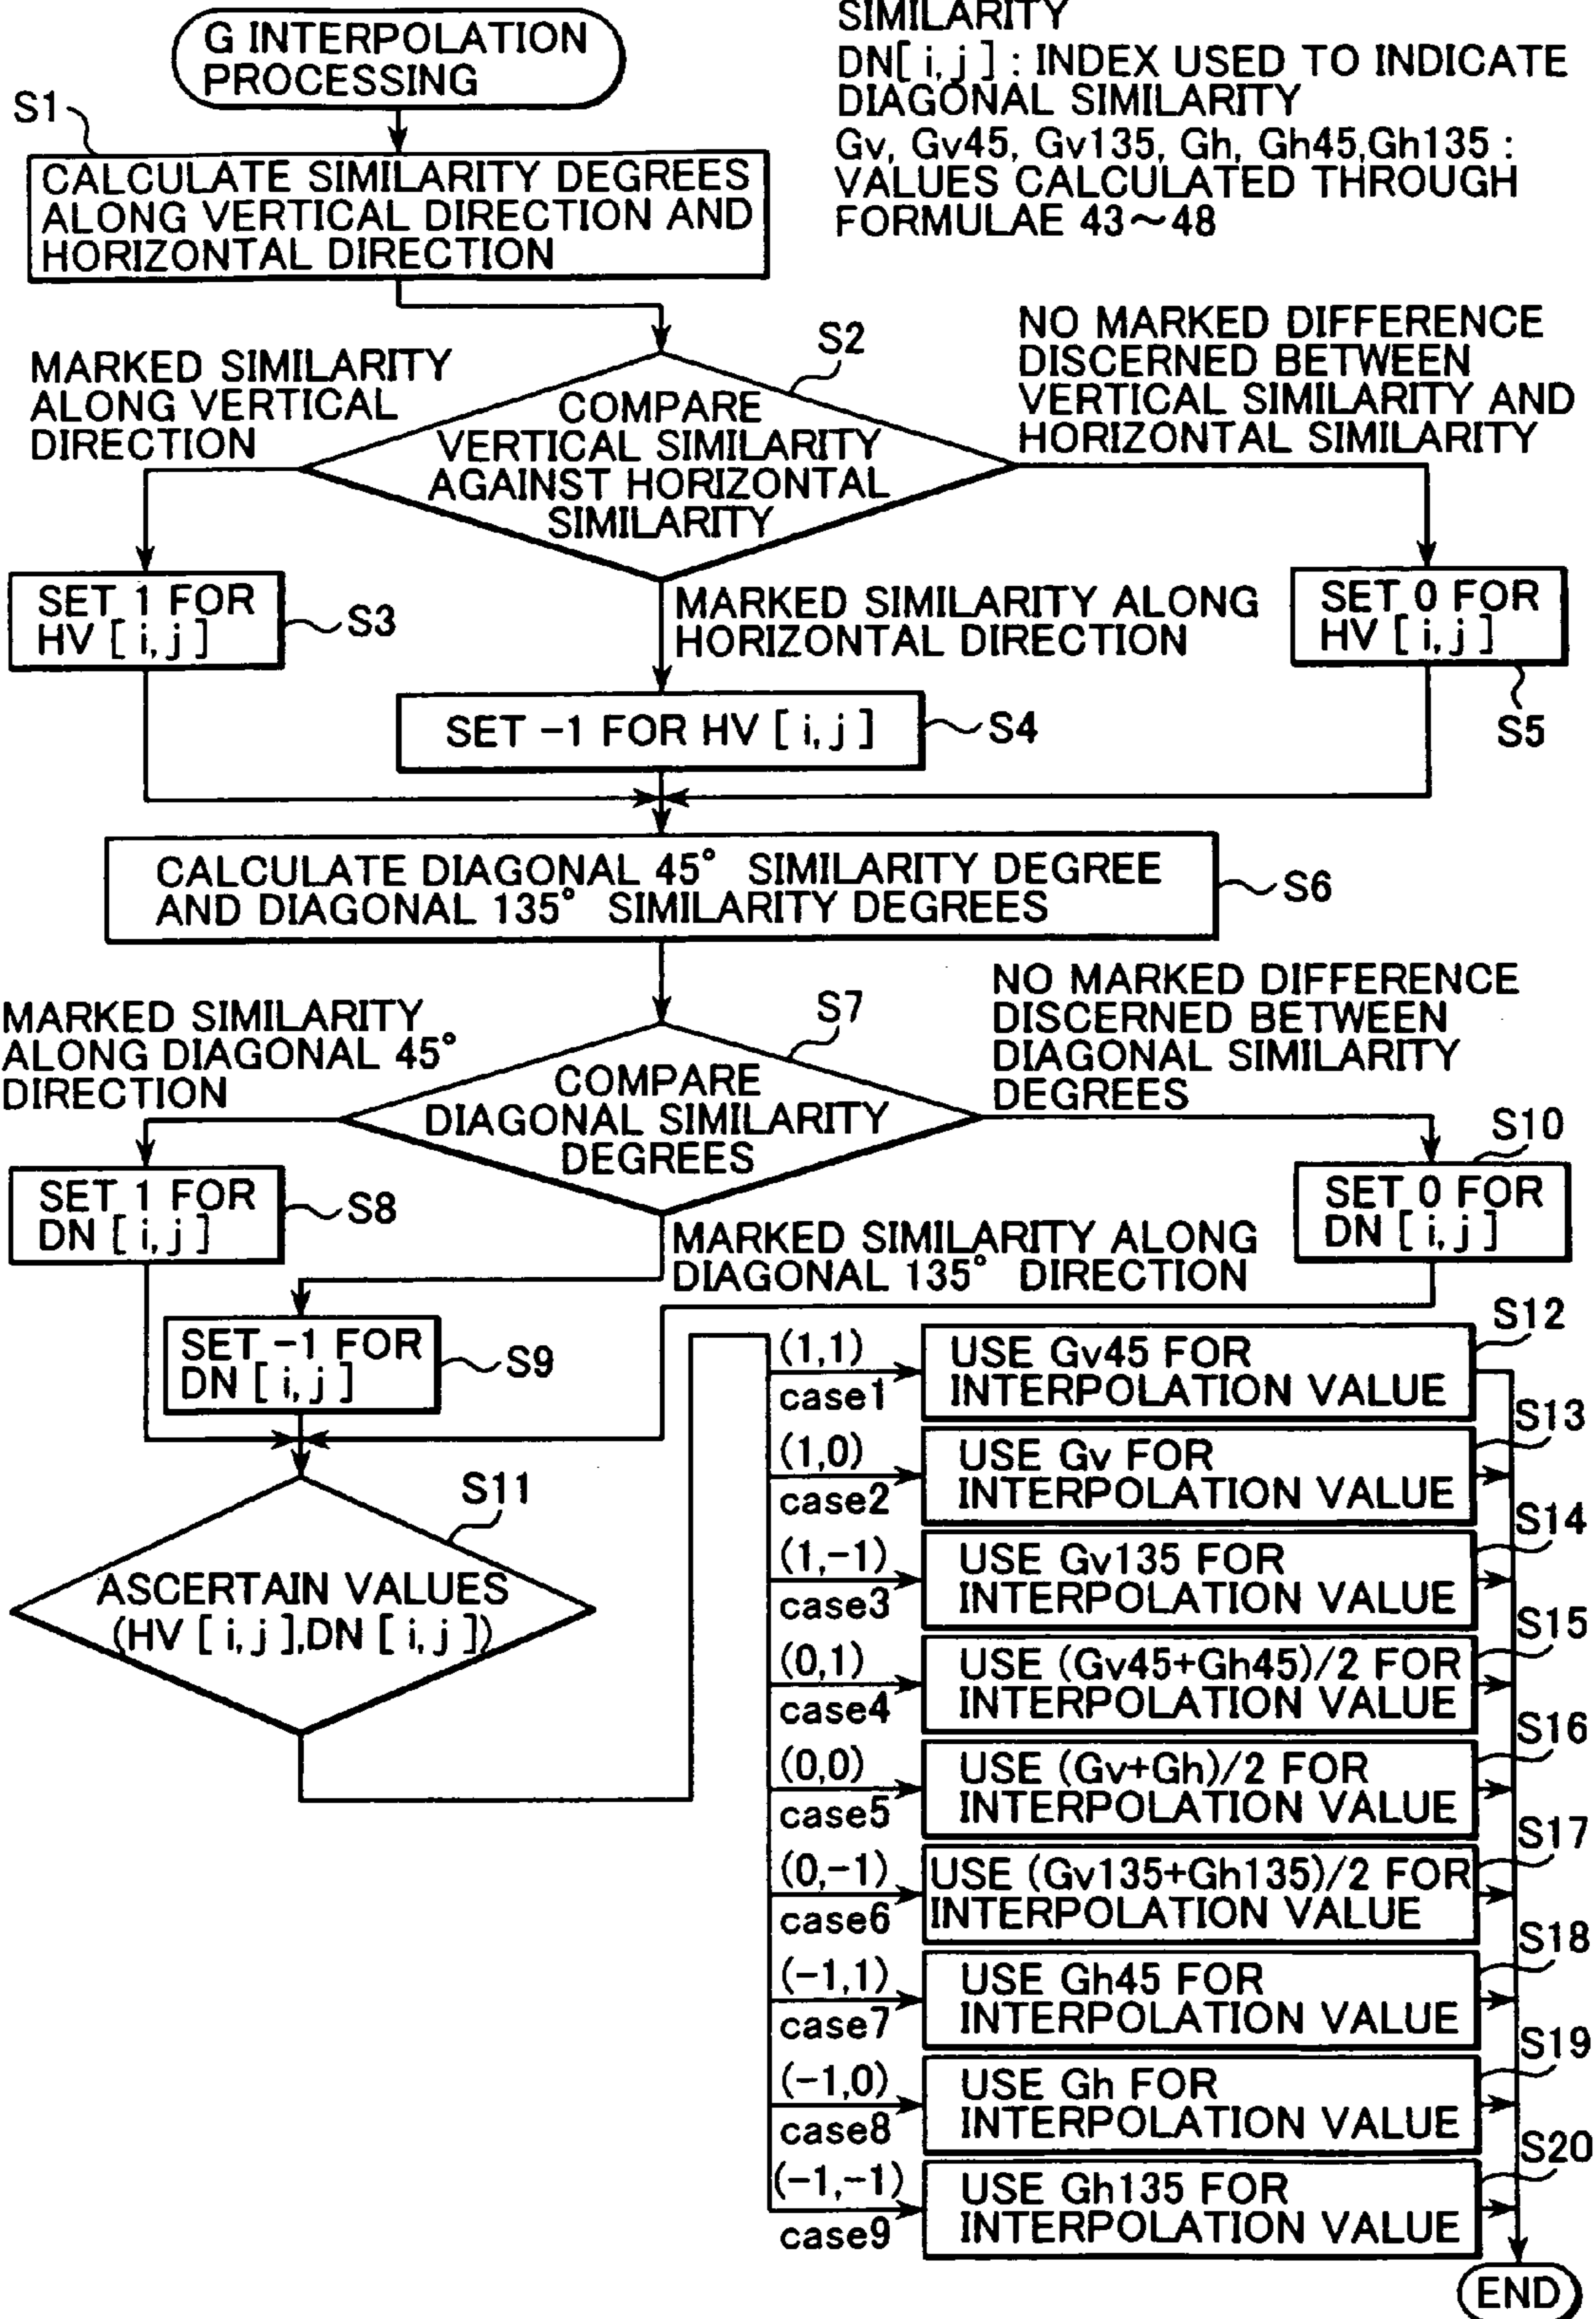 G INTERPOLATION
PROCESSING
SIMILARITY
DN[ i,j ] : INDEX USED TO INDICATE
DIAGONAL SIMILARITY
Gv, Gv45, Gv135, Gh, Gh45,Gh135 :
VALUES CALCULATED THROUGH
FORMULAE 43~48
S1
CALCULATE SIMILARITY DEGREES
ALONG VERTICAL DIRECTION AND
HORIZONTAL DIRECTION
S2
MARKED SIMILARITY
ALONG VERTICAL
DIRECTION
COMPARE
VERTICAL SIMILARITY
AGAINST HORIZONTAL
SIMILARITY
NO MARKED DIFFERENCE
DISCERNED BETWEEN
VERTICAL SIMILARITY AND
HORIZONTAL SIMILARITY
SET 1 FOR
HV [ i,j ]
S3
MARKED SIMILARITY ALONG
HORIZONTAL DIRECTION
SET 0 FOR
HV [ i,j ]
S5
SET -1 FOR HV [ i,j ]
S4
CALCULATE DIAGONAL 45° SIMILARITY DEGREE
AND DIAGONAL 135° SIMILARITY DEGREES
S6
MARKED SIMILARITY
ALONG DIAGONAL 45°
DIRECTION
S7
COMPARE
DIAGONAL SIMILARITY
DEGREES
NO MARKED DIFFERENCE
DISCERNED BETWEEN
DIAGONAL SIMILARITY
DEGREES
S10
SET 1 FOR
DN [ i,j ]
S8
MARKED SIMILARITY ALONG
DIAGONAL 135° DIRECTION
SET 0 FOR
DN [ i,j ]
SET -1 FOR
DN [ i,j ]
S9
S11
ASCERTAIN VALUES
(HV [ i,j ],DN [ i,j ])
S12
(1,1)
case1
USE Gv45 FOR
INTERPOLATION VALUE
S13
(1,0)
case2
USE Gv FOR
INTERPOLATION VALUE
S14
(1,-1)
case3
USE Gv135 FOR
INTERPOLATION VALUE
S15
(0,1)
case4
USE (Gv45+Gh45)/2 FOR
INTERPOLATION VALUE
S16
(0,0)
case5
USE (Gv+Gh)/2 FOR
INTERPOLATION VALUE
S17
(0,-1)
case6
USE (Gv135+Gh135)/2 FOR
INTERPOLATION VALUE
S18
(-1,1)
case7
USE Gh45 FOR
INTERPOLATION VALUE
S19
(-1,0)
case8
USE Gh FOR
INTERPOLATION VALUE
S20
(-1,-1)
case9
USE Gh135 FOR
INTERPOLATION VALUE
END